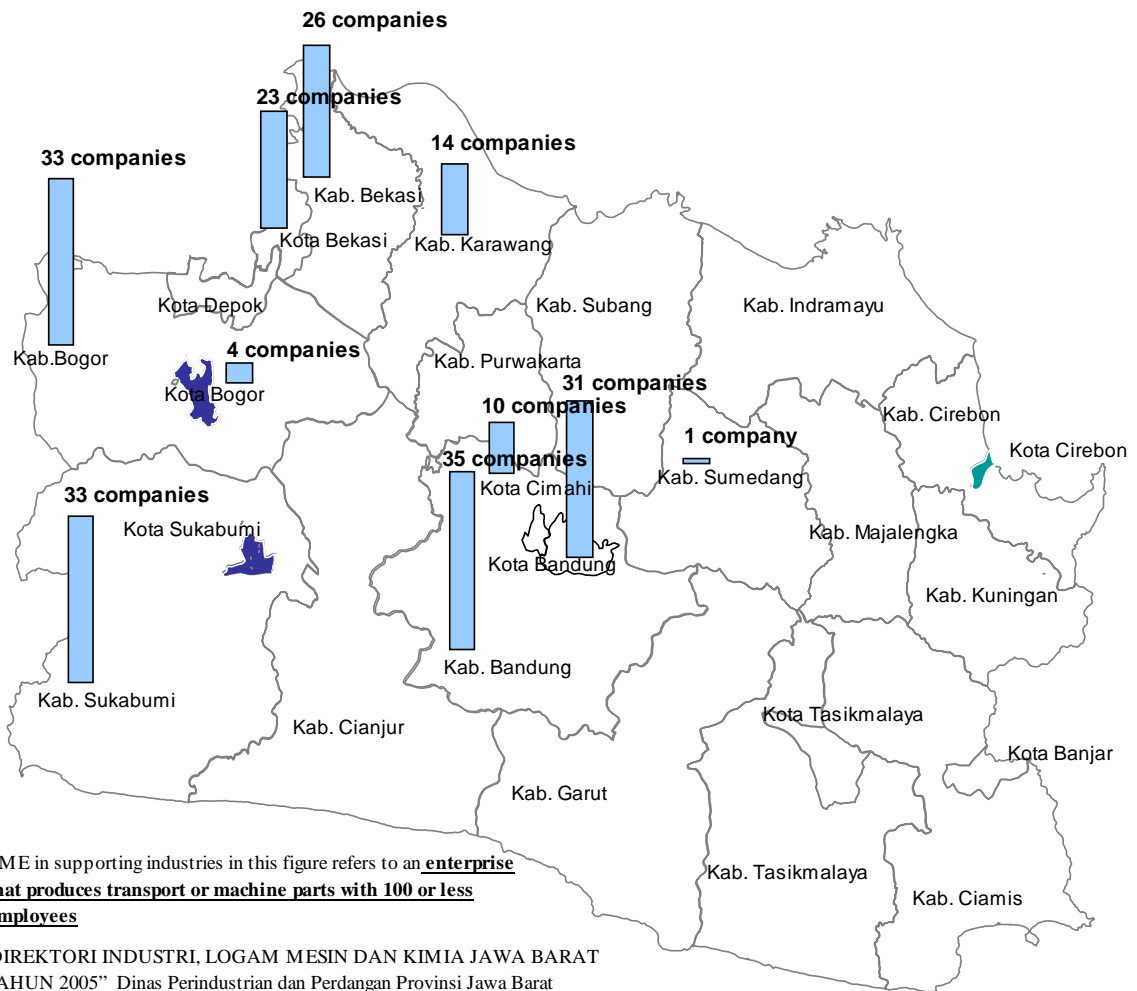 26 companies
23 companies
14 companies
33 companies
Kab. Bekasi
Kota Bekasi
Kab. Karawang
Kota Depok
Kab. Subang
Kab. Indramayu
Kab.Bogor
4 companies
Kab. Purwakarta
Kota Bogor
31 companies
10 companies
Kab. Cirebon
1 company
Kota Cirebon
35 companies
Kab. Sumedang
Kota Cimahi
33 companies
Kota Sukabumi
Kab. Majalengka
Kota Bandung
Kab. Kuningan
Kab. Bandung
Kab. Sukabumi
Kab. Cianjur
Kota Tasikmalaya
Kota Banjar
Kab. Garut
Kab. Tasikmalaya
Kab. Ciamis
ME in supporting industries in this figure refers to an enterprise
hat produces transport or machine parts with 100 or less
mployees
DIREKTORI INDUSTRI, LOGAM MESIN DAN KIMIA JAWA BARAT
AHUN 2005” Dinas Perindustrian dan Perdangan Provinsi Jawa Barat